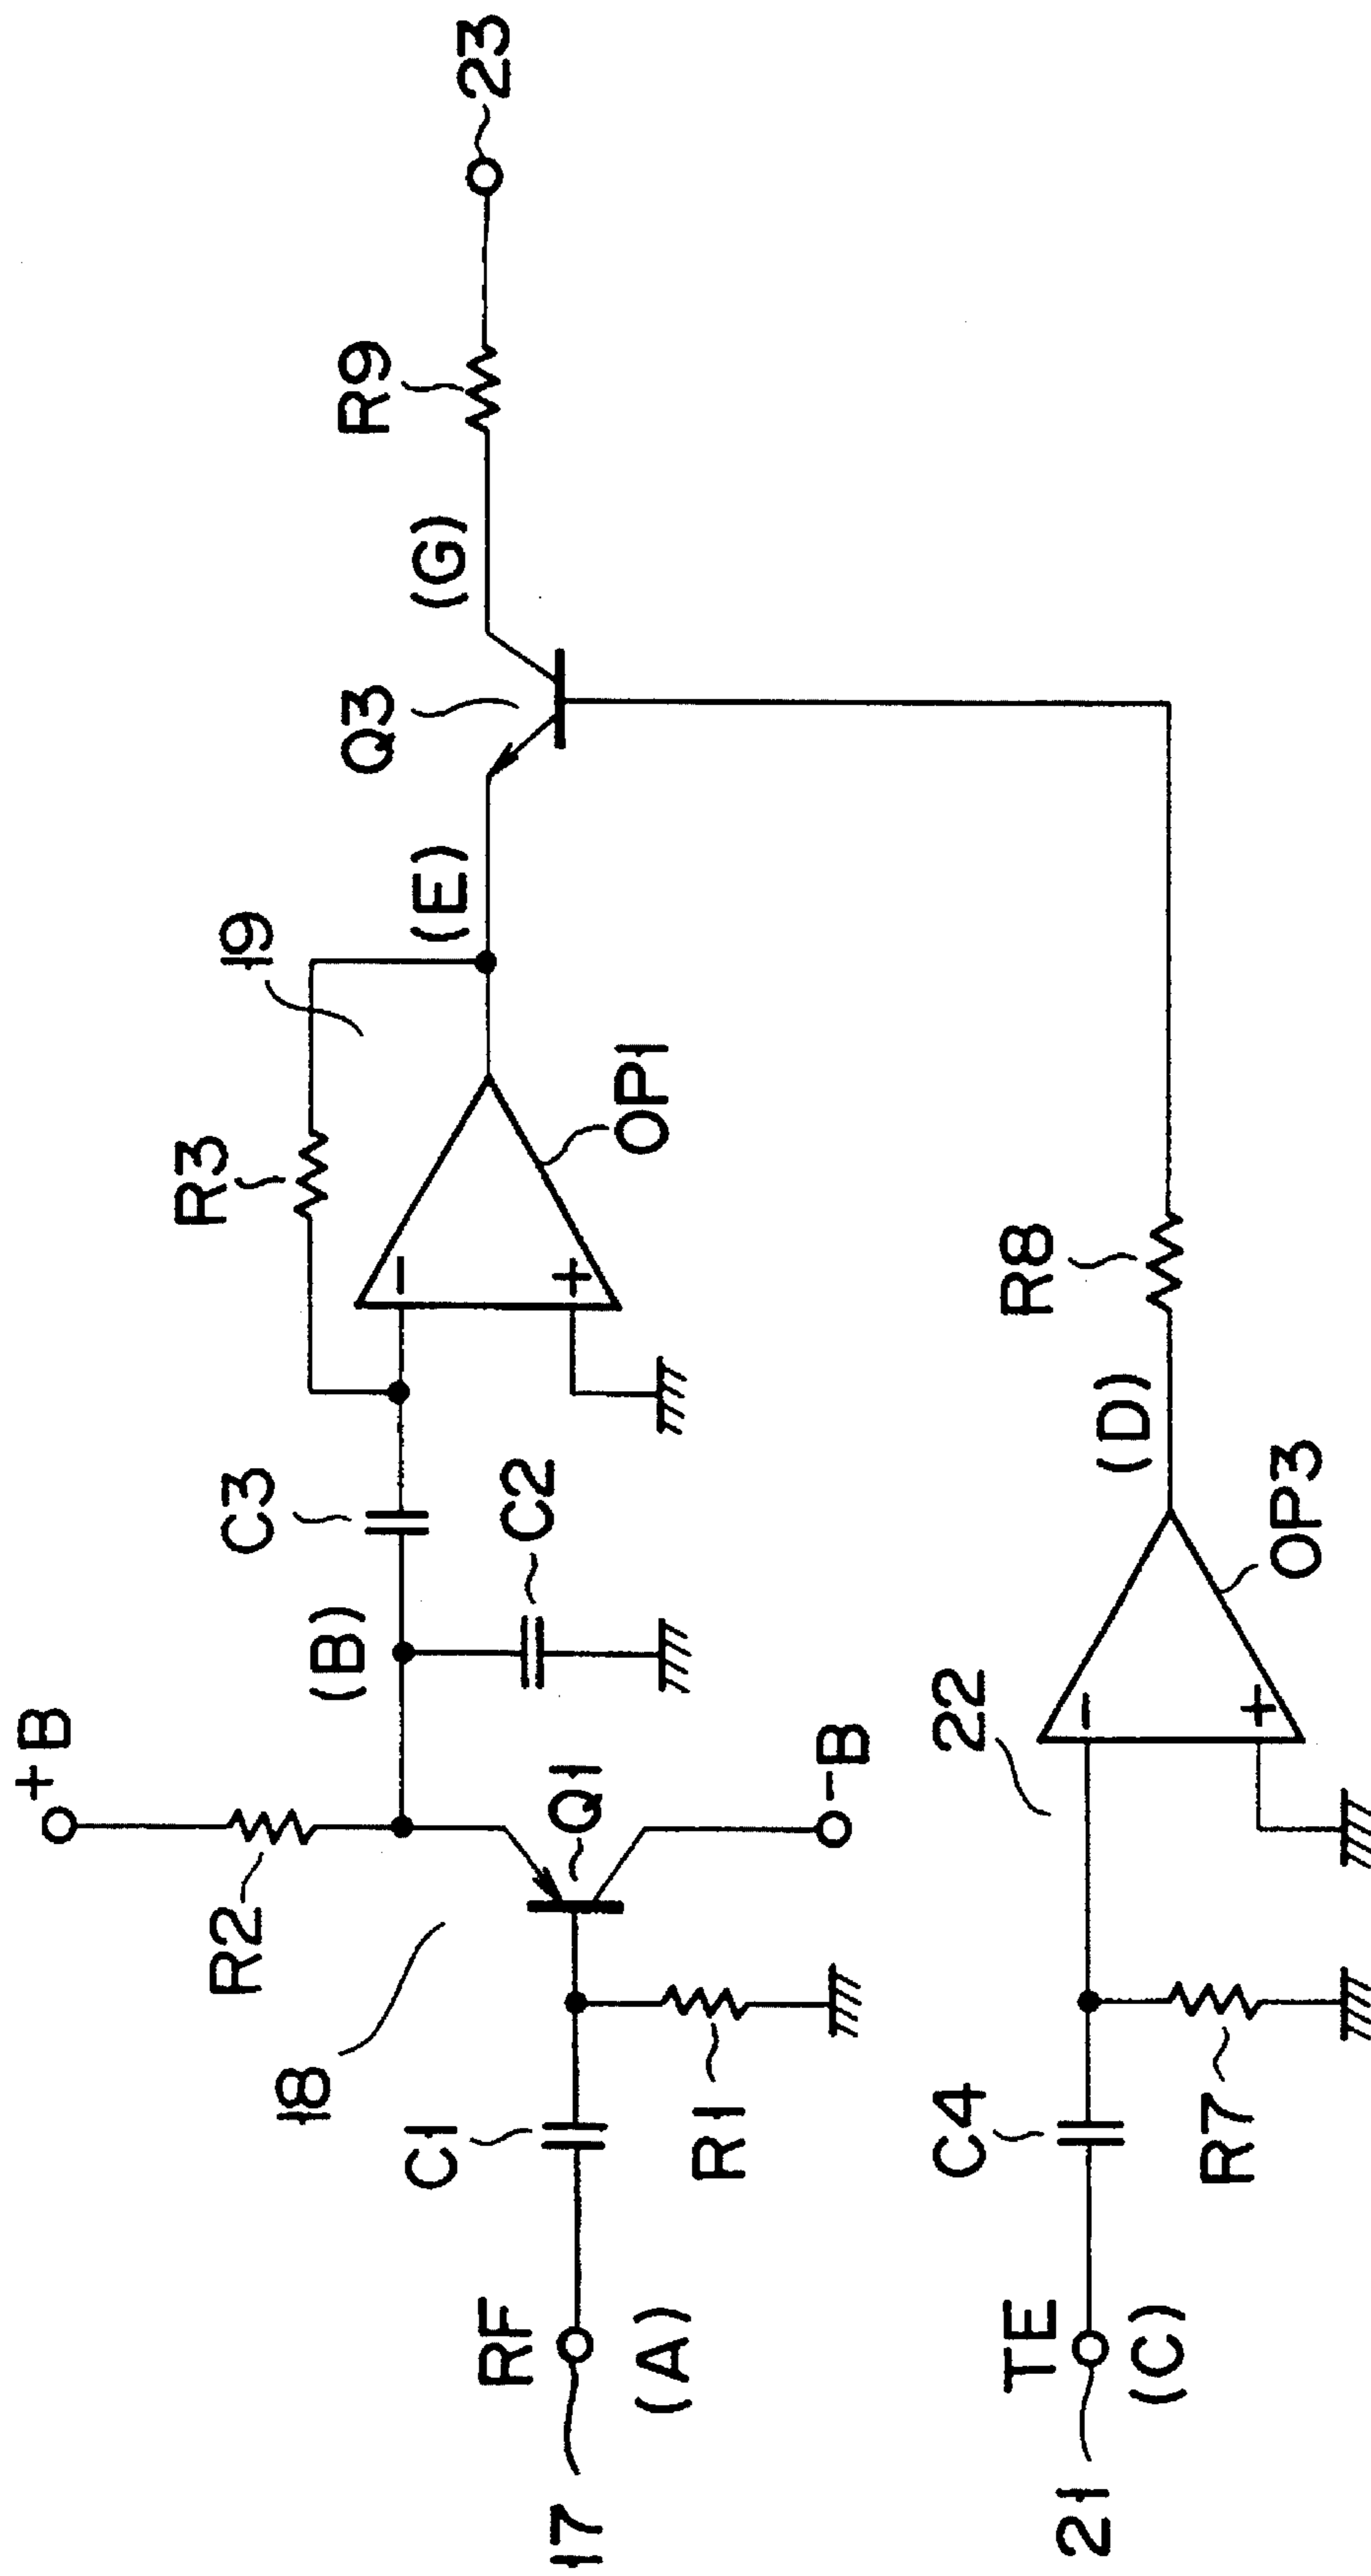 +B
R2
18
(B)
C3
R3
19
(E)
Q3
(G)
R9
23
C1
Q1
C2
OP1
RF
(A)
17
R1
-B
-
+
TE
(C)
21
C4
R7
22
-
+
OP3
(D)
R8